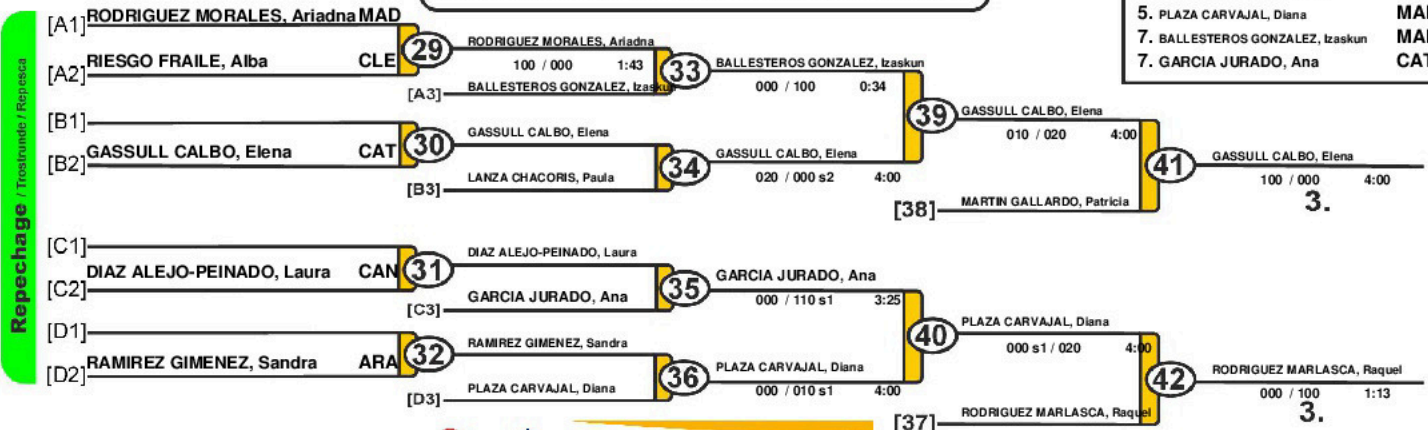 5. PLAZA CARVAJAL, Diana
7. BALLESTEROS GONZALEZ, Izaskun
7. GARCIA JURADO, Ana CAT
Repechage / Trostrunde / Repesca
[A1] RODRIGUEZ MORALES, Ariadna MAD
[A2] RIESGO FRAILE, Alba CLE
29
RODRIGUEZ MORALES, Ariadna
100 / 000 1:43
[A3] BALLESTEROS GONZALEZ, Izaskun
33
BALLESTEROS GONZALEZ, Izaskun
000 / 100 0:34
[B1]
[B2] GASSULL CALBO, Elena CAT
30
GASSULL CALBO, Elena
[B3] LANZA CHACORIS, Paula
34
GASSULL CALBO, Elena
020 / 000 s2 4:00
39
GASSULL CALBO, Elena
010 / 020 4:00
[38] MARTIN GALLARDO, Patricia
41
GASSULL CALBO, Elena
100 / 000 4:00
3.
[C1]
[C2] DIAZ ALEJO-PEINADO, Laura CAN
31
DIAZ ALEJO-PEINADO, Laura
[C3] GARCIA JURADO, Ana
35
GARCIA JURADO, Ana
000 / 110 s1 3:25
[D1]
[D2] RAMIREZ GIMENEZ, Sandra ARA
32
RAMIREZ GIMENEZ, Sandra
[D3] PLAZA CARVAJAL, Diana
36
PLAZA CARVAJAL, Diana
000 / 010 s1 4:00
40
PLAZA CARVAJAL, Diana
000 s1 / 020 4:00
[37] RODRIGUEZ MARLASCA, Raquel
42
RODRIGUEZ MARLASCA, Raquel
000 / 100 1:13
3.